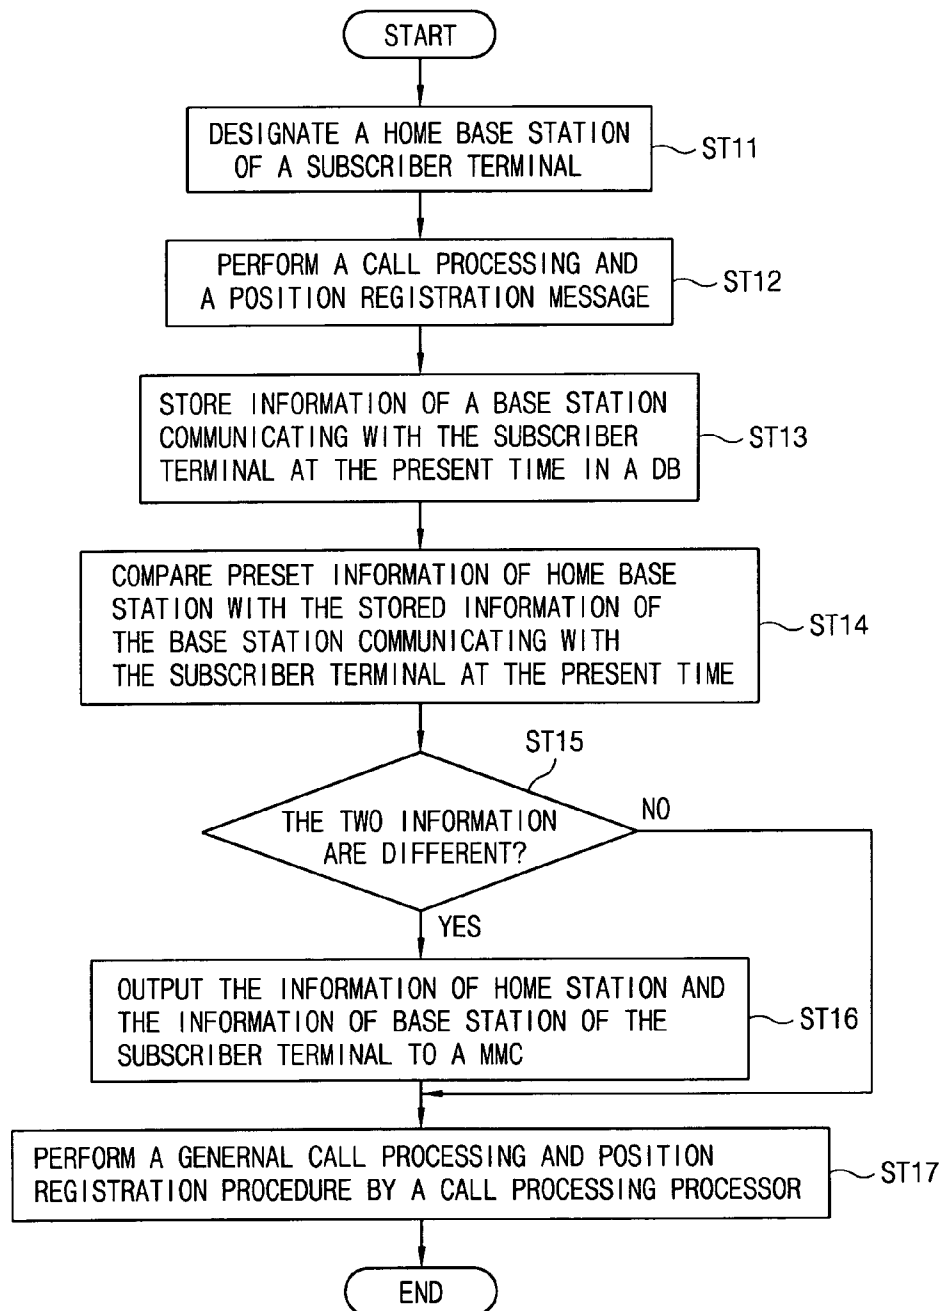 START
DESIGNATE A HOME BASE STATION
OF A SUBSCRIBER TERMINAL
ST11
PERFORM A CALL PROCESSING AND
A POSITION REGISTRATION MESSAGE
ST12
STORE INFORMATION OF A BASE STATION
COMMUNICATING WITH THE SUBSCRIBER
TERMINAL AT THE PRESENT TIME IN A DB
ST13
COMPARE PRESET INFORMATION OF HOME BASE
STATION WITH THE STORED INFORMATION OF
THE BASE STATION COMMUNICATING WITH
THE SUBSCRIBER TERMINAL AT THE PRESENT TIME
ST14
ST15
THE TWO INFORMATION
ARE DIFFERENT?
NO
YES
OUTPUT THE INFORMATION OF HOME STATION AND
THE INFORMATION OF BASE STATION OF THE
SUBSCRIBER TERMINAL TO A MMC
ST16
PERFORM A GENERNAL CALL PROCESSING AND POSITION
REGISTRATION PROCEDURE BY A CALL PROCESSING PROCESSOR
ST17
END